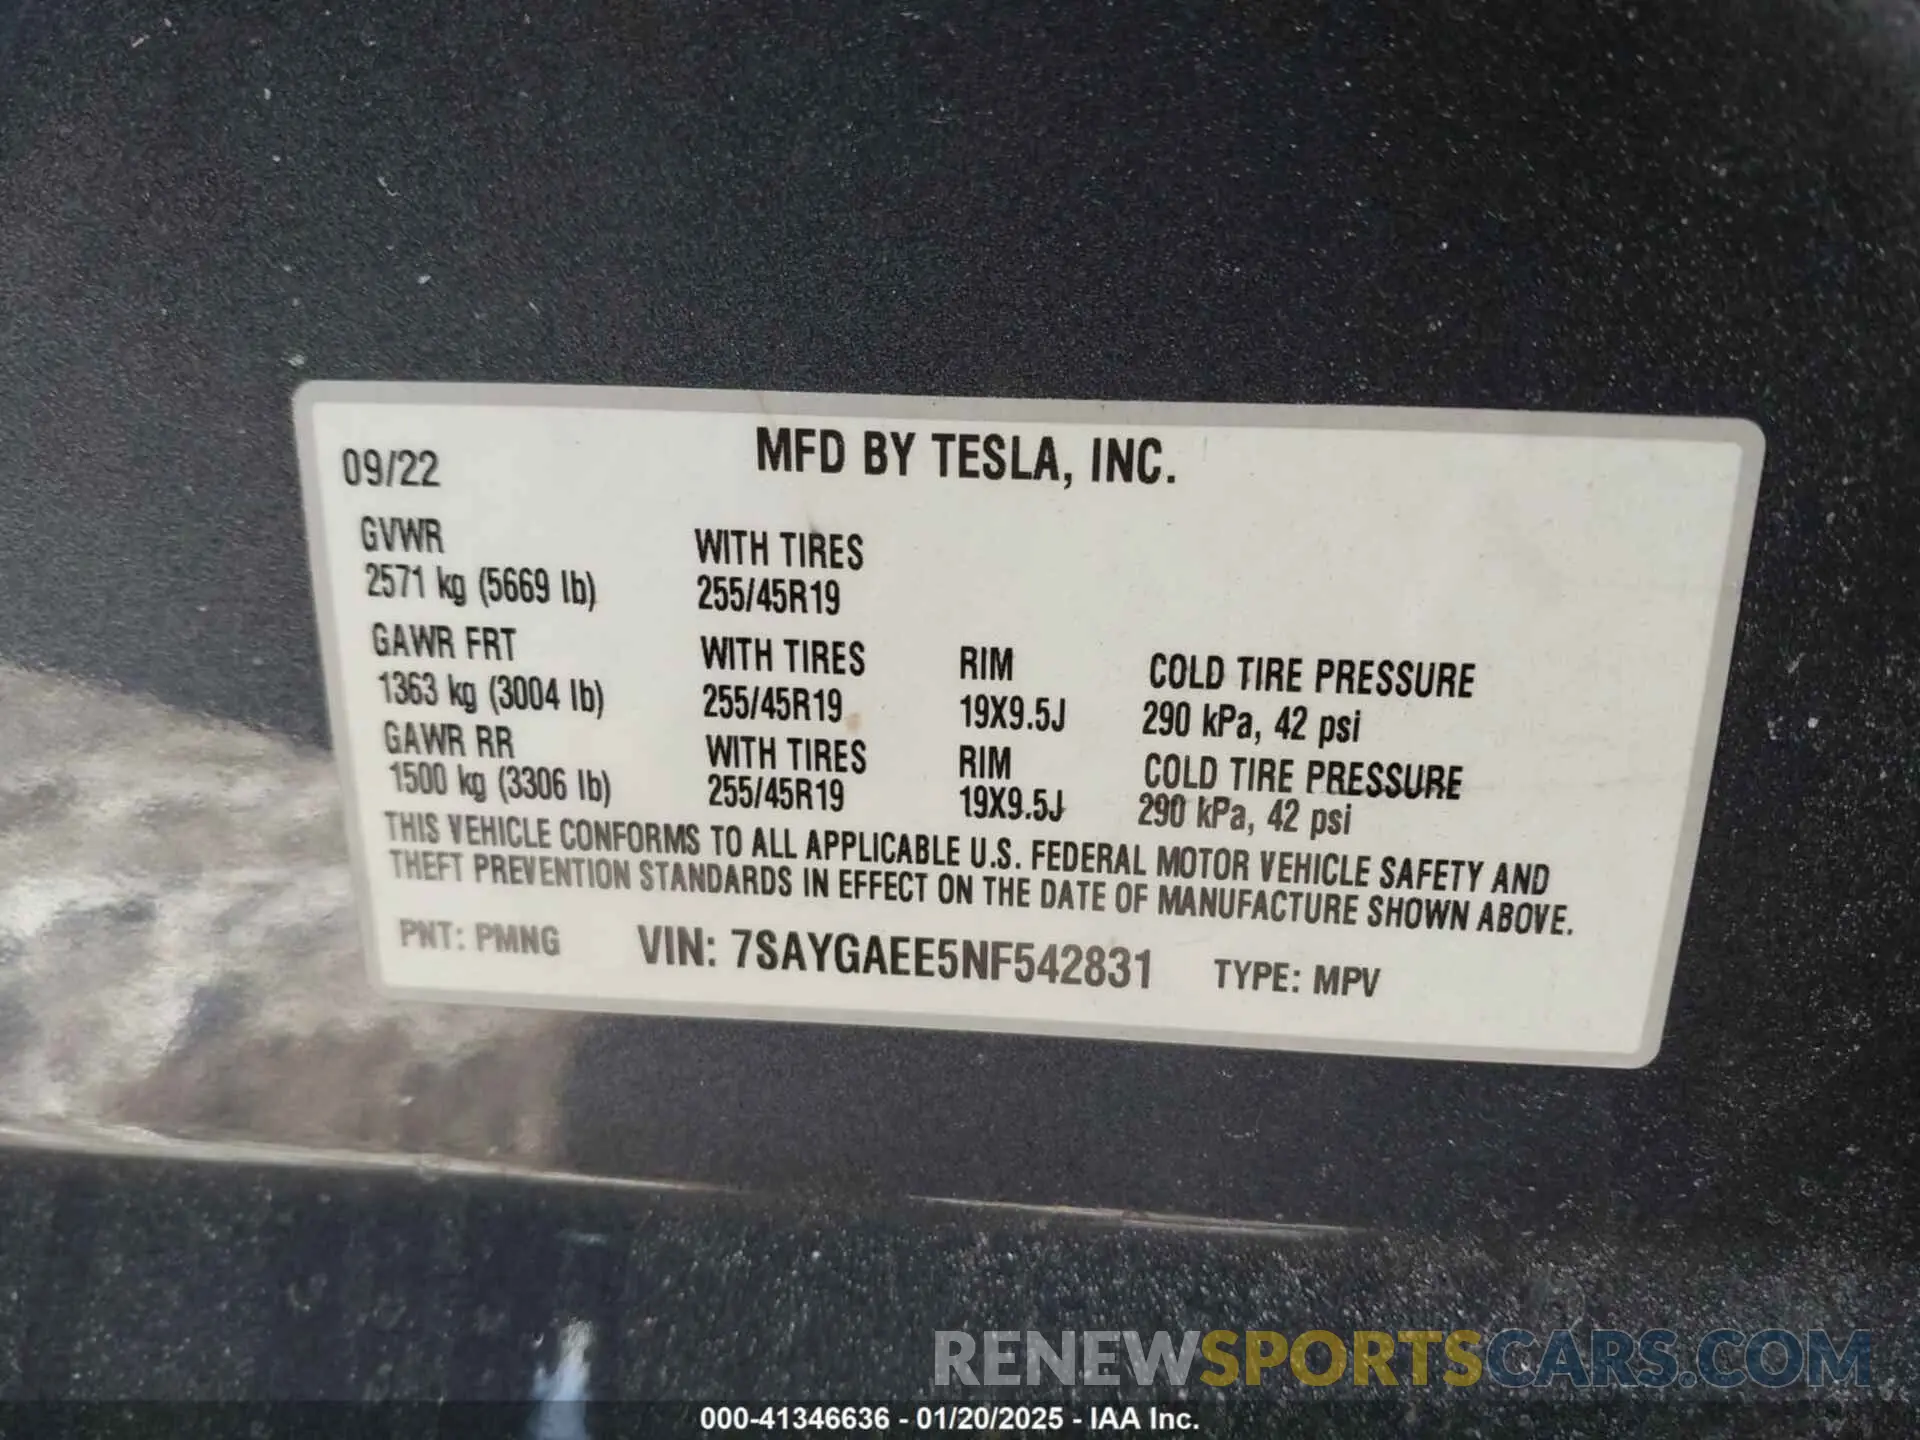 09/22
MFD BY TESLA, INC.
GVWR
2571 kg (5669 lb)
WITH TIRES
255/45R19
GAWR FRT
1363 kg (3004 lb)
WITH TIRES
255/45R19
RIM
19X9.5J
COLD TIRE PRESSURE
290 kPa, 42 psi
GAWR RR
1500 kg (3306 lb)
WITH TIRES
255/45R19
RIM
19X9.5J
COLD TIRE PRESSURE
290 kPa, 42 psi
THIS VEHICLE CONFORMS TO ALL APPLICABLE U.S. FEDERAL MOTOR VEHICLE SAFETY AND
THEFT PREVENTION STANDARDS IN EFFECT ON THE DATE OF MANUFACTURE SHOWN ABOVE.
PNT: PMNG VIN: 7SAYGAEE5NF542831 TYPE: MPV
RENEWSPORTSCARS.COM
000-41346636 - 01/20/2025 - IAA Inc.